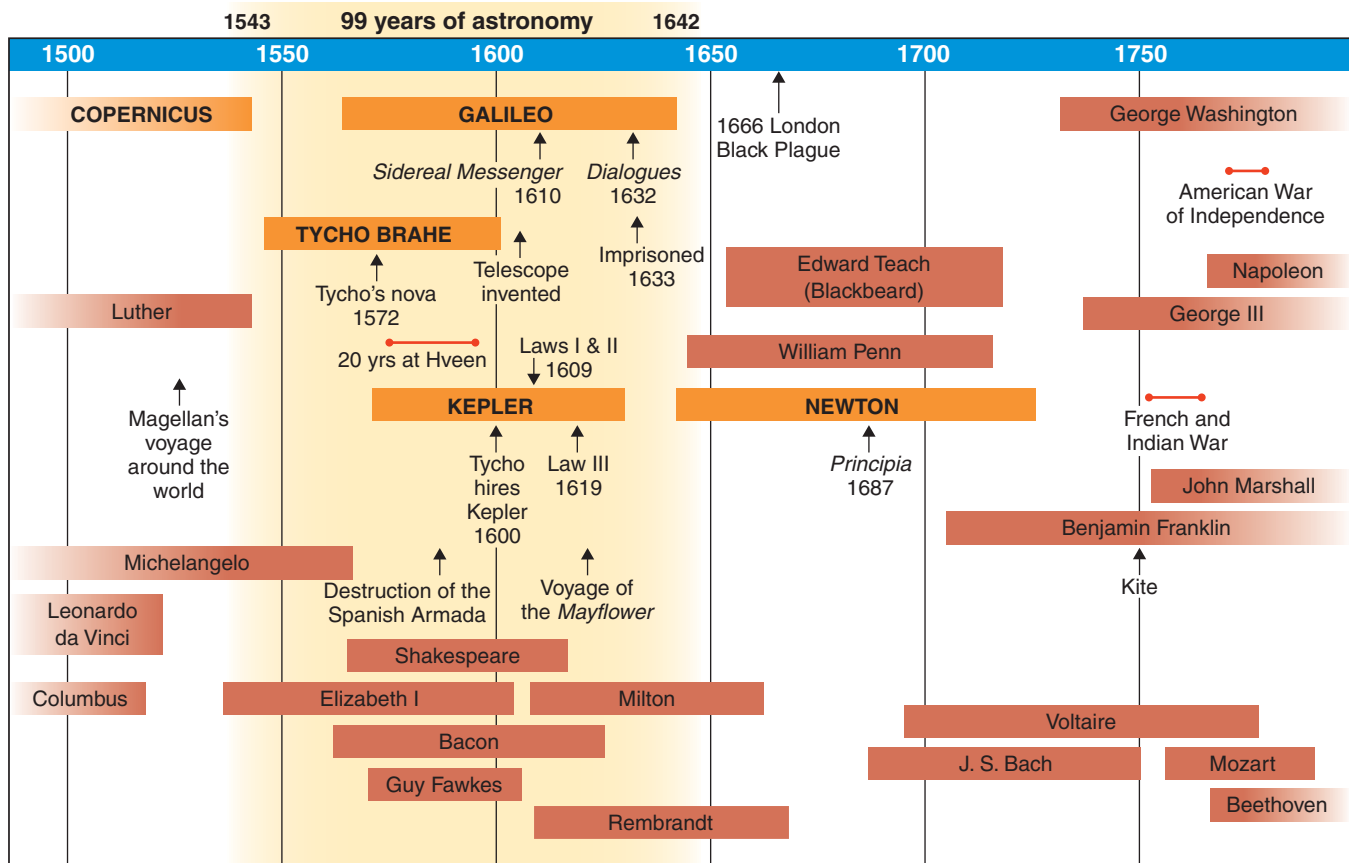 1543 99 years of astronomy 1642
1500 1550 1600 1650 1700 1750
COPERNICUS
GALILEO
George Washington
1666 London
Black Plague
Sidereal Messenger
1610
Dialogues
1632
American War
of Independence
TYCHO BRAHE
Telescope
invented
Imprisoned
1633
Edward Teach
(Blackbeard)
Napoleon
Tycho’s nova
1572
Luther
George III
20 yrs at Hveen
Laws I & II
1609
William Penn
KEPLER
NEWTON
Magellan’s
voyage
around the
world
Tycho
hires
Kepler
1600
Law III
1619
Principia
1687
French and
Indian War
John Marshall
Benjamin Franklin
Michelangelo
Destruction of the
Spanish Armada
Voyage of
the Mayflower
Kite
Leonardo
da Vinci
Shakespeare
Columbus
Elizabeth I
Milton
Voltaire
Bacon
J. S. Bach
Mozart
Guy Fawkes
Beethoven
Rembrandt